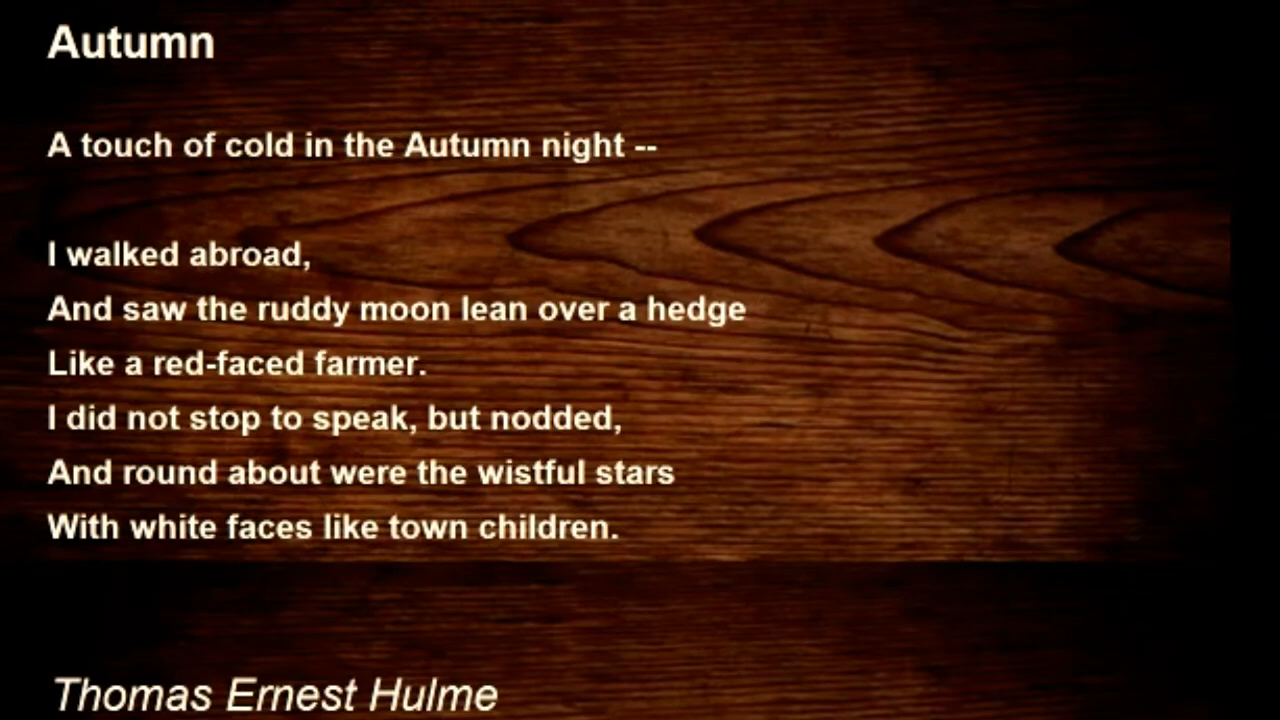 Autumn
A touch of cold in the Autumn night --
I walked abroad,
And saw the ruddy moon lean over a hedge
Like a red-faced farmer.
I did not stop to speak, but nodded,
And round about were the wistful stars
With white faces like town children.
Thomas Ernest Hulme